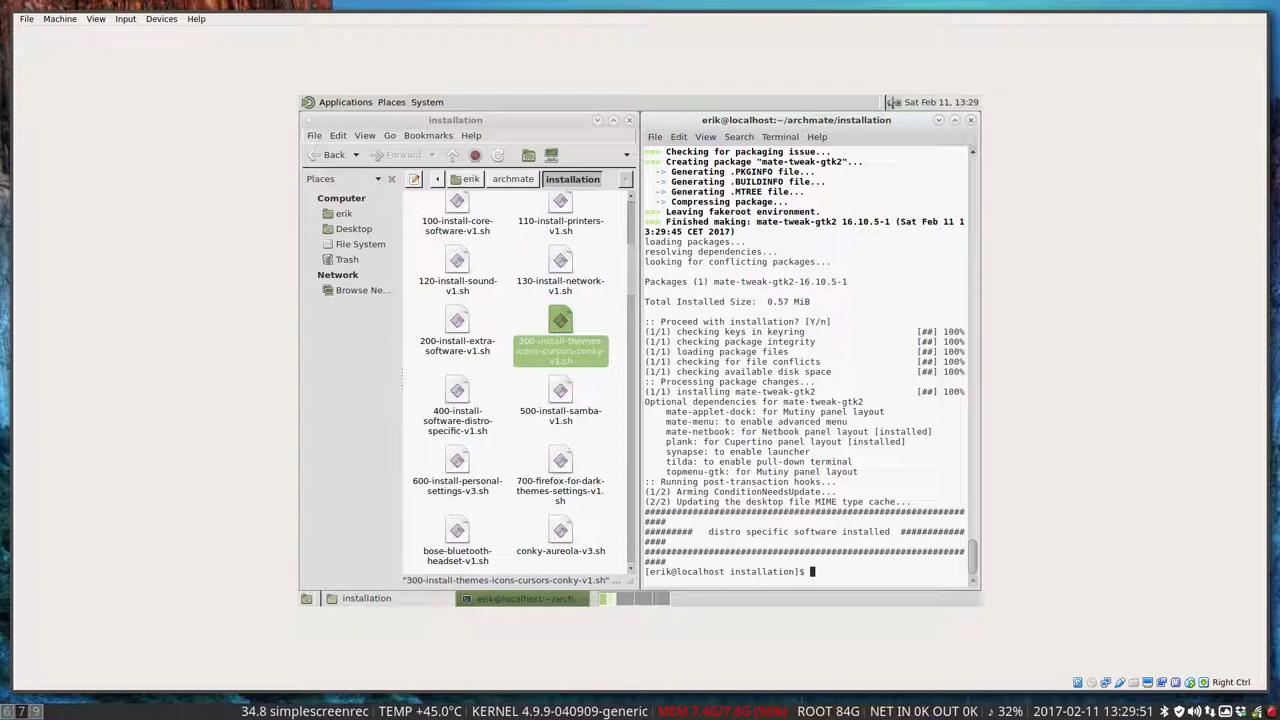 File Machine View Input Devices Help
Applications Places System
Sat Feb 11, 13:29
installation
File Edit View Go Bookmarks Help
Back Forward
Places
erik archmate installation
Computer
erik
Desktop
File System
Trash
Network
Browse Ne...
100-install-core-
software-v1.sh
110-install-printers-
v1.sh
120-install-sound-
v1.sh
130-install-network-
v1.sh
200-install-extra-
software-v1.sh
300-install-themes-
icons-cursors-conky-
v1.sh
400-install-
software-distro-
specific-v1.sh
500-install-samba-
v1.sh
600-install-personal-
settings-v3.sh
700-firefox-for-dark-
themes-settings-v1.
sh
bose-bluetooth-
headset-v1.sh
conky-aureola-v3.sh
"300-install-themes-icons-cursors-conky-v1.sh" ...
erik@localhost:~/archmate/installation
File Edit View Search Terminal Help
==> Checking for packaging issue...
==> Creating package "mate-tweak-gtk2"...
-> Generating .PKGINFO file...
-> Generating .BUILDINFO file...
-> Generating .MTREE file...
-> Compressing package...
==> Leaving fakeroot environment.
==> Finished making: mate-tweak-gtk2 16.10.5-1 (Sat Feb 11 1
3:29:45 CET 2017)
loading packages...
resolving dependencies...
looking for conflicting packages...
Packages (1) mate-tweak-gtk2-16.10.5-1
Total Installed Size:  0.57 MiB
:: Proceed with installation? [Y/n]
(1/1) checking keys in keyring [##] 100%
(1/1) checking package integrity [##] 100%
(1/1) loading package files [##] 100%
(1/1) checking for file conflicts [##] 100%
(1/1) checking available disk space [##] 100%
:: Processing package changes...
(1/1) installing mate-tweak-gtk2 [##] 100%
Optional dependencies for mate-tweak-gtk2
mate-applet-dock: for Mutiny panel layout
mate-menu: to enable advanced menu
mate-netbook: for Netbook panel layout [installed]
plank: for Cupertino panel layout [installed]
synapse: to enable launcher
tilda: to enable pull-down terminal
topmenu-gtk: for Mutiny panel layout
:: Running post-transaction hooks...
(1/2) Arming ConditionNeedsUpdate...
(2/2) Updating the desktop file MIME type cache...
##########################################################
####
######### distro specific software installed ############
####
##########################################################
####
[erik@localhost installation]$
installation
erik@localhost:~/arch...
Right Ctrl
6 7 9
34.8 simplescreenrec TEMP +45.0°C KERNEL 4.9.9-040909-generic MEM 7.4G/7.8G (96%) ROOT 84G NET IN 0K OUT 0K ♪ 32% 2017-02-11 13:29:51